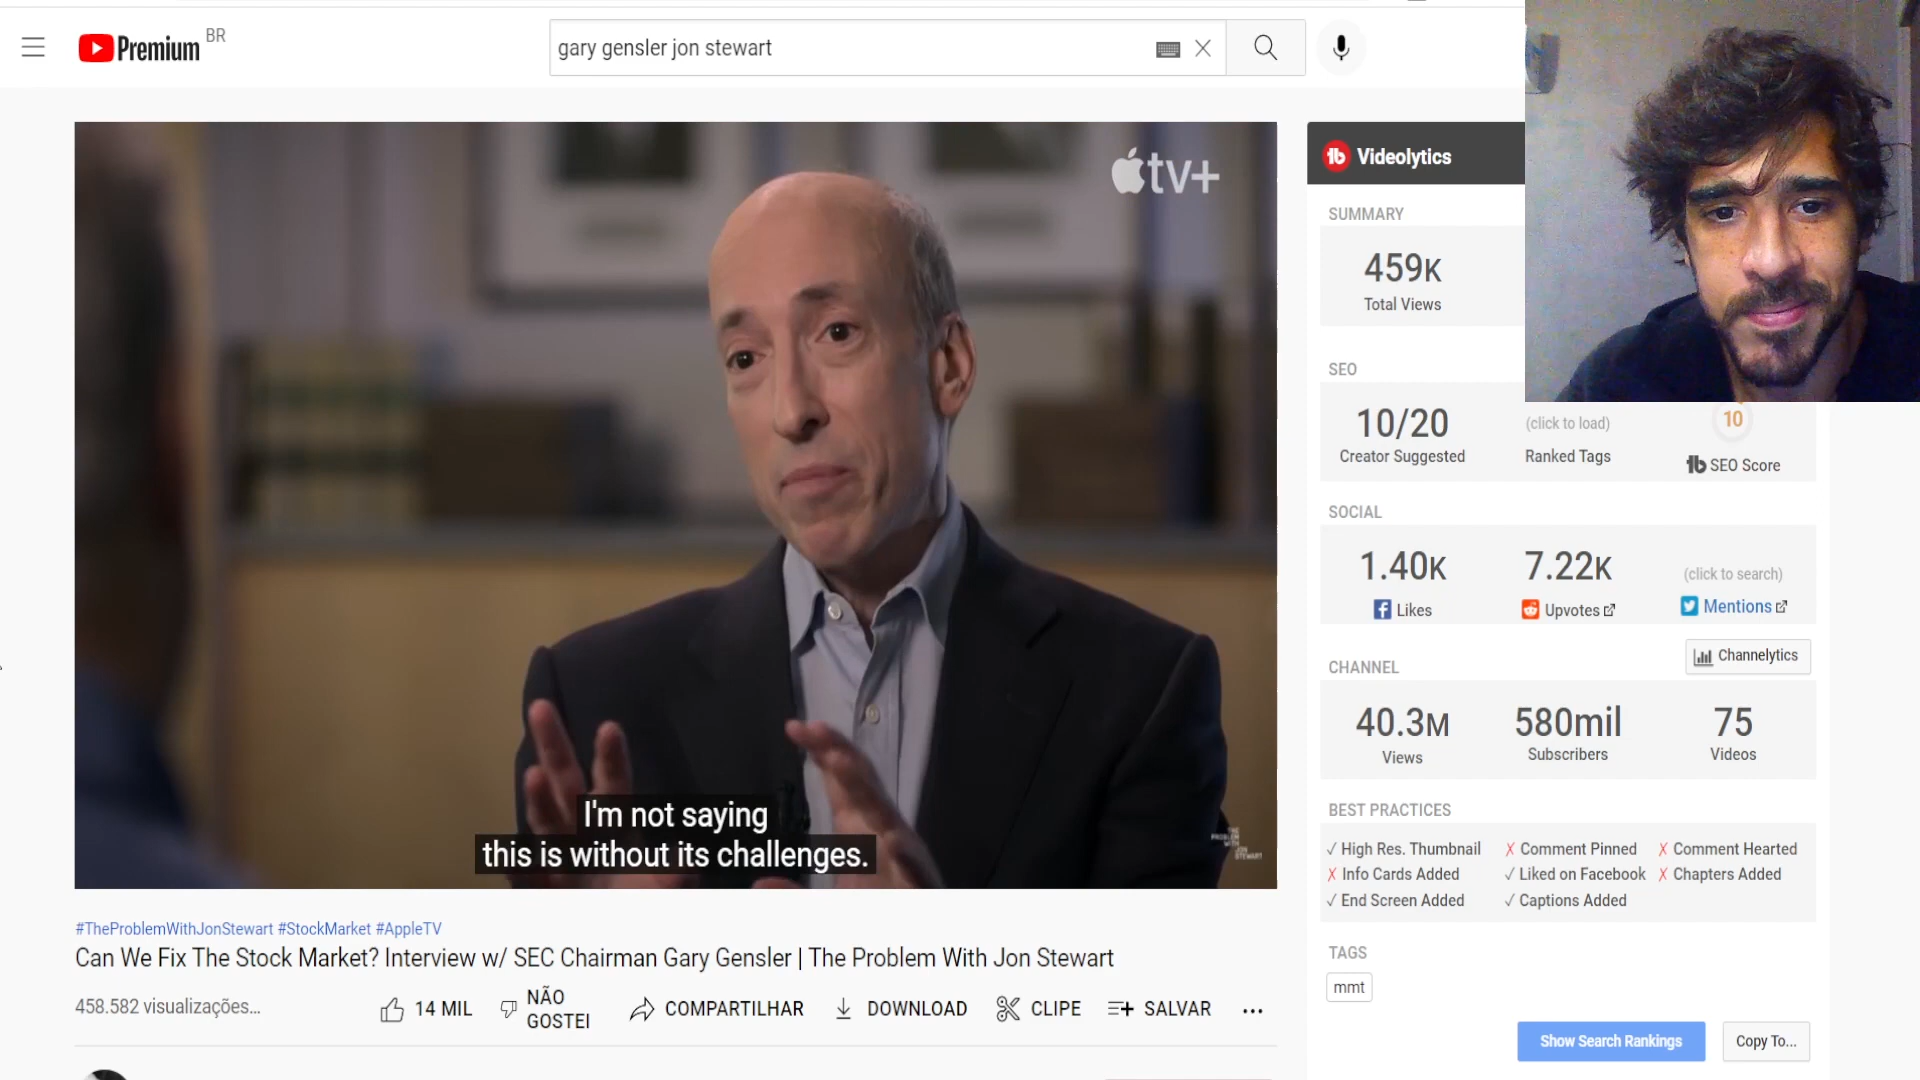 Premium BR
gary gensler jon stewart
tv+
I'm not saying
this is without its challenges.
THE
PROBLEM
WITH
JON
STEWART
#TheProblemWithJonStewart #StockMarket #AppleTV
Can We Fix The Stock Market? Interview w/ SEC Chairman Gary Gensler | The Problem With Jon Stewart
458.582 visualizações...
14 MIL
NÃO
GOSTEI
COMPARTILHAR
DOWNLOAD
CLIPE
SALVAR
...
Videolytics
SUMMARY
459K
Total Views
SEO
10/20
Creator Suggested
(click to load)
Ranked Tags
10
SEO Score
SOCIAL
1.40K
Likes
7.22K
Upvotes
(click to search)
Mentions
CHANNEL
Channelytics
40.3M
Views
580mil
Subscribers
75
Videos
BEST PRACTICES
✓ High Res. Thumbnail ✗ Comment Pinned ✗ Comment Hearted
✗ Info Cards Added ✓ Liked on Facebook ✗ Chapters Added
✓ End Screen Added ✓ Captions Added
TAGS
mmt
Show Search Rankings
Copy To...